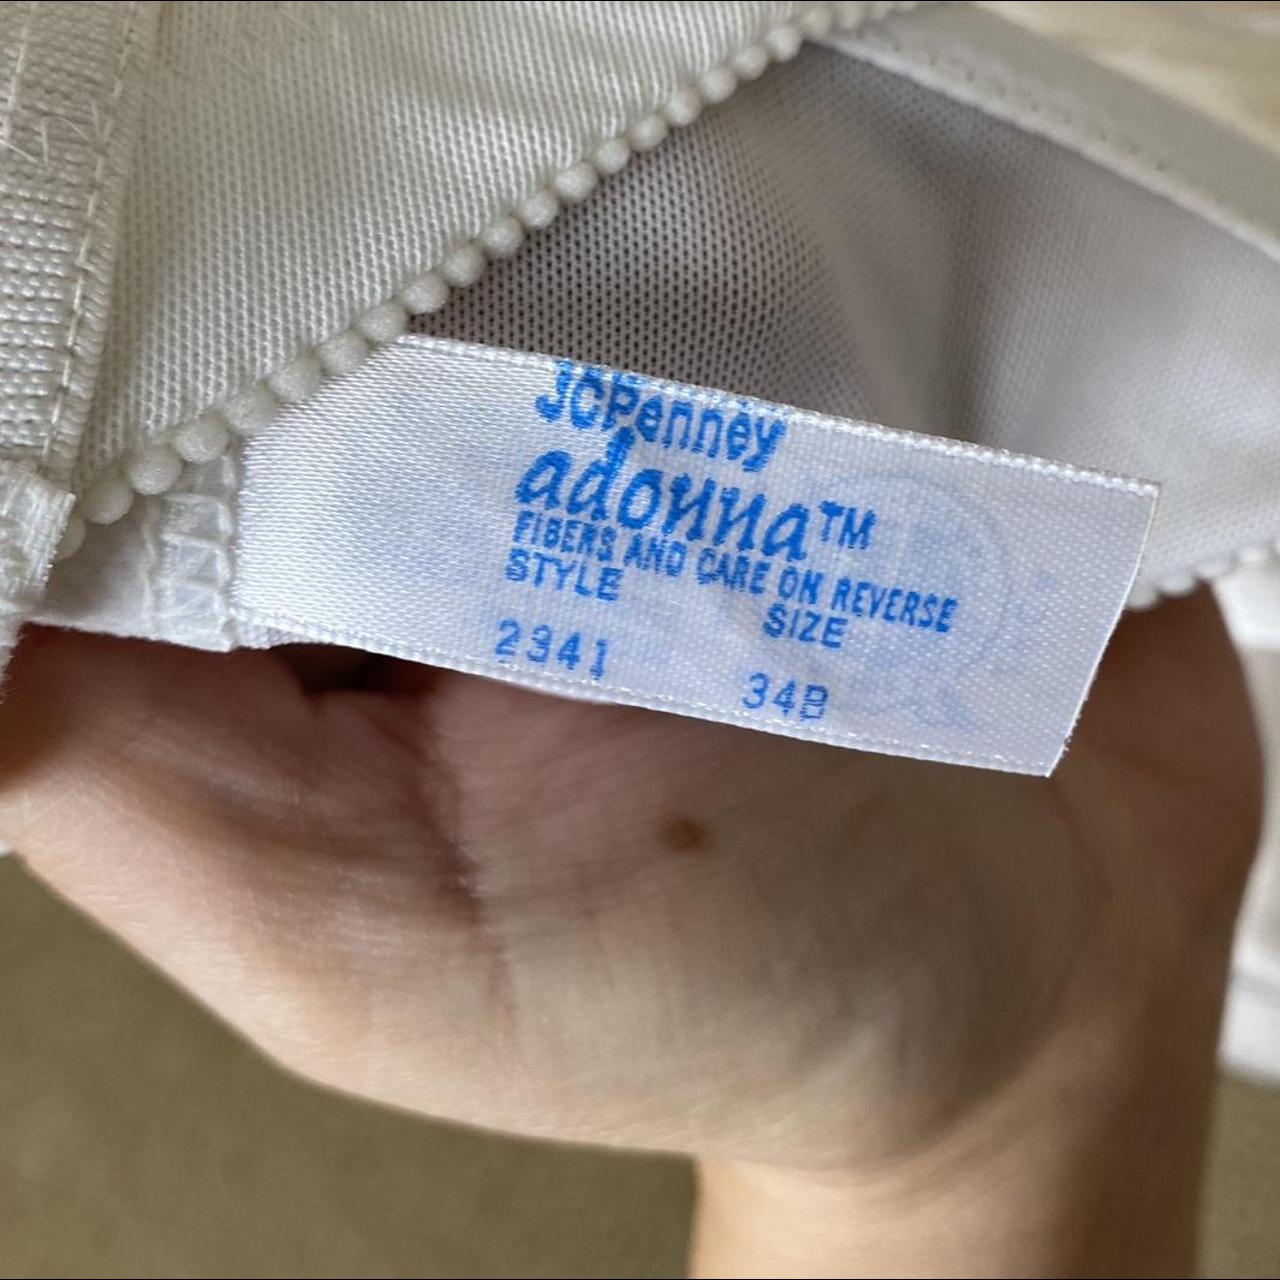 JCPenney
adonna™
FIBERS AND CARE ON REVERSE
STYLE SIZE
2341 34B